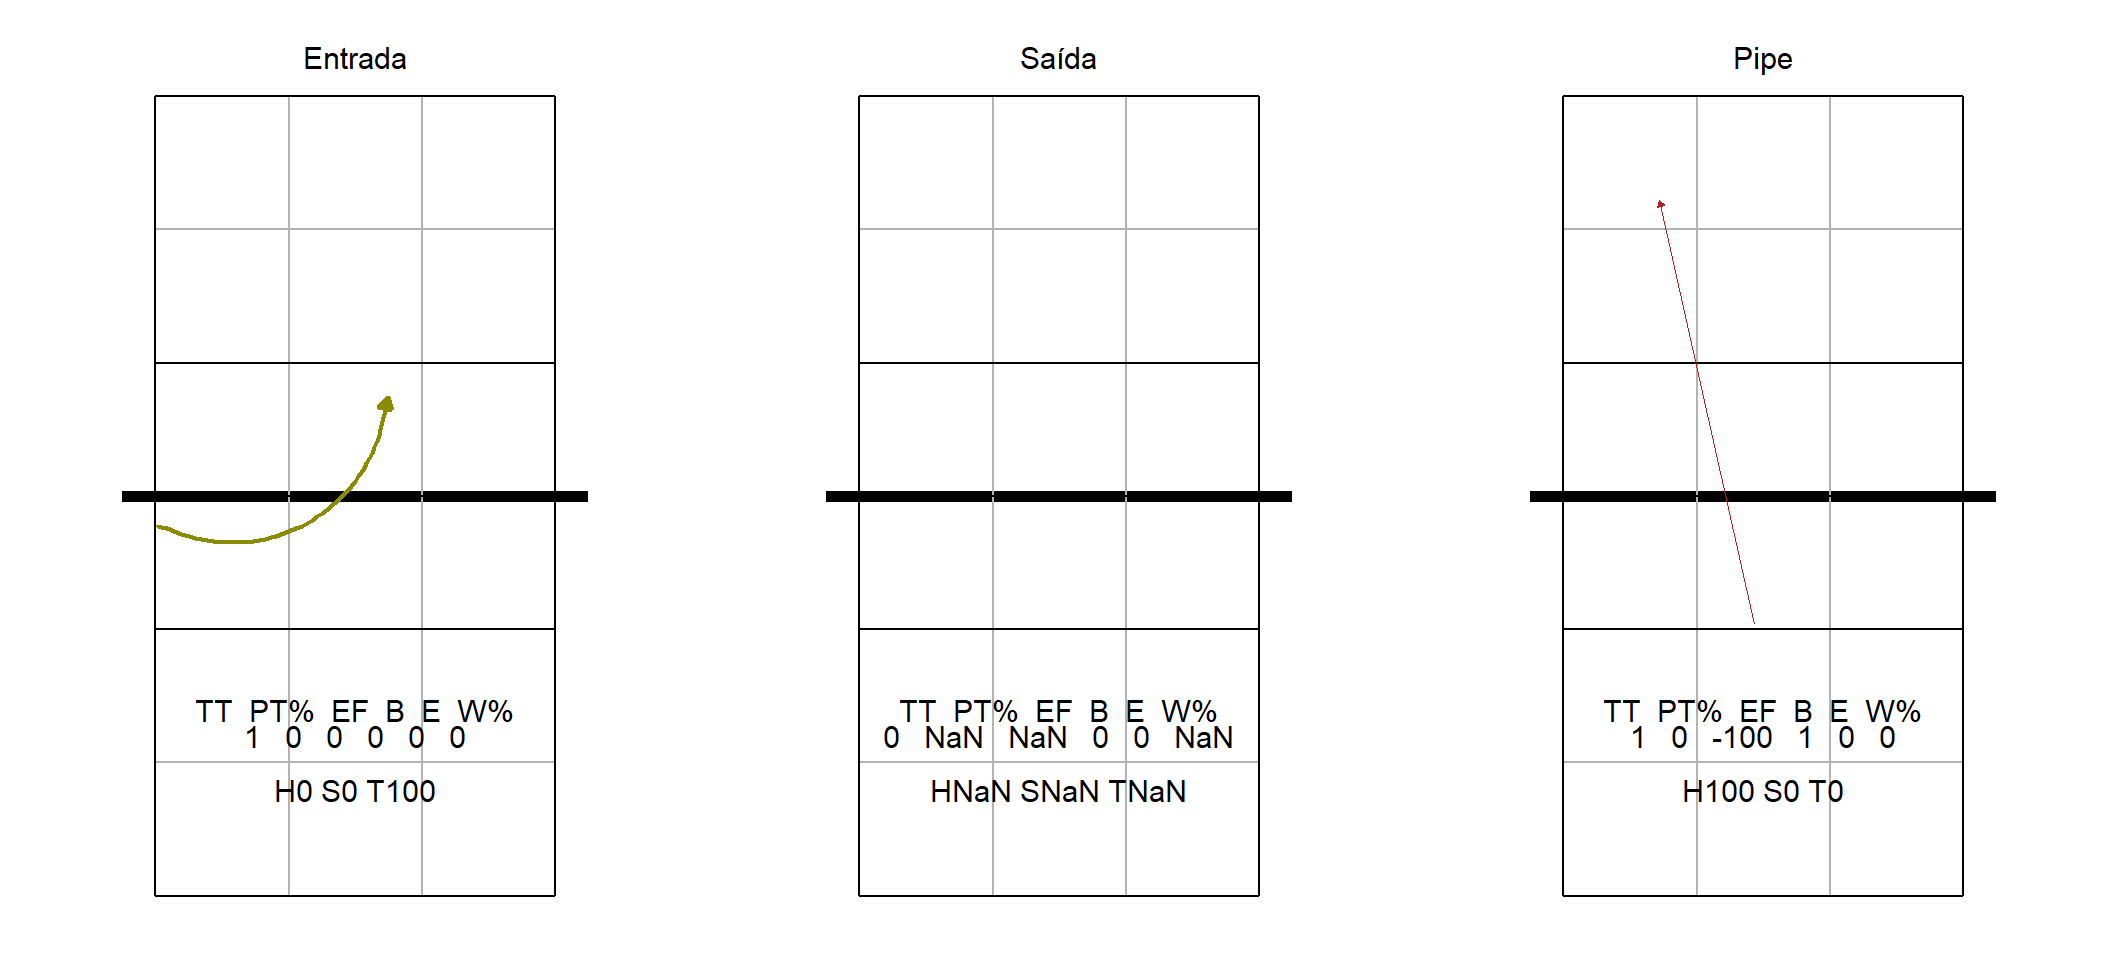 Entrada
TT PT% EF B E W%
1 0 0 0 0 0
H0 S0 T100
Saída
TT PT% EF B E W%
0 NaN NaN 0 0 NaN
HNaN SNaN TNaN
Pipe
TT PT% EF B E W%
1 0 -100 1 0 0
H100 S0 T0